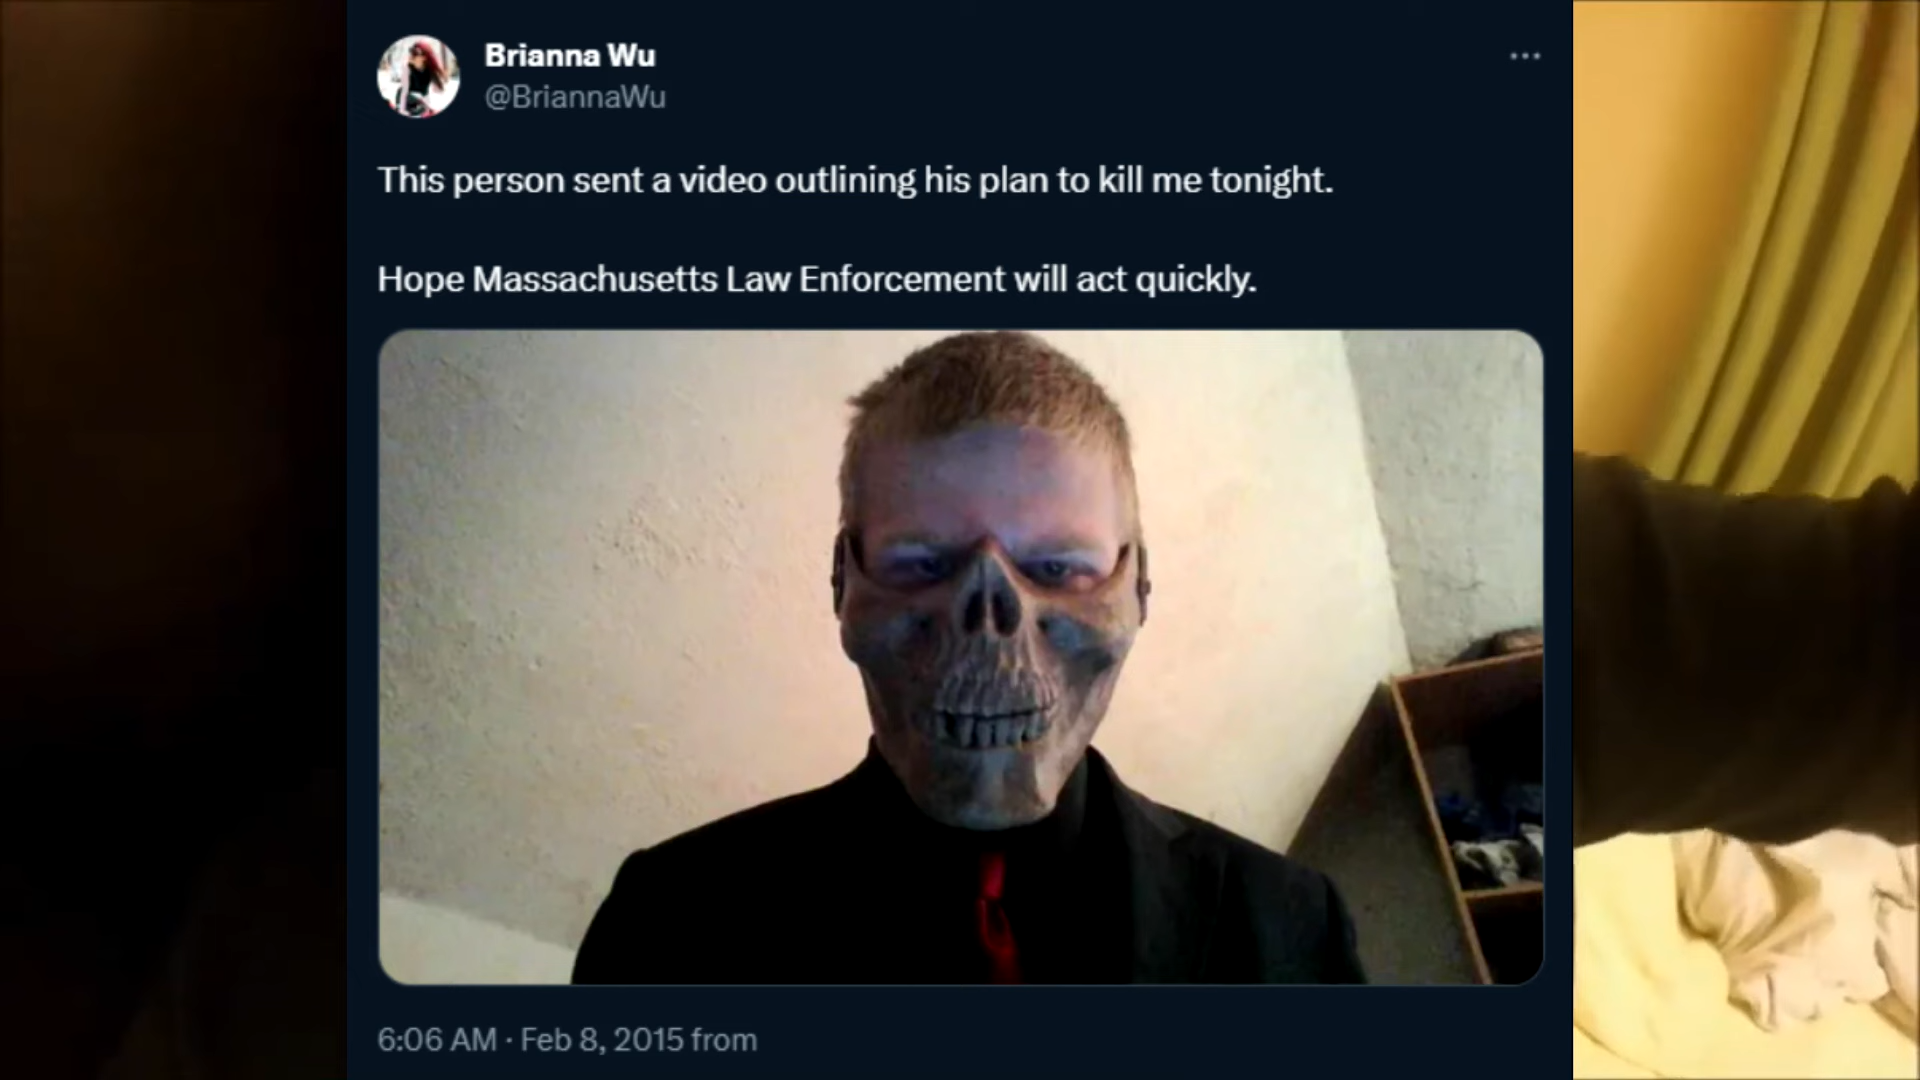 Brianna Wu
@BriannaWu
This person sent a video outlining his plan to kill me tonight.
Hope Massachusetts Law Enforcement will act quickly.
6:06 AM · Feb 8, 2015 from